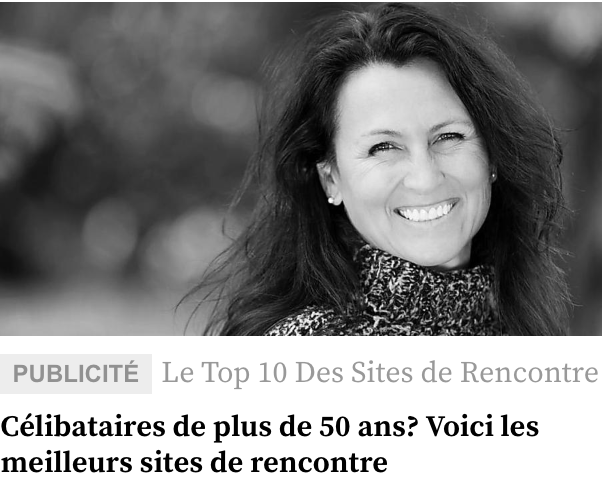 PUBLICITÉ Le Top 10 Des Sites de Rencontre
Célibataires de plus de 50 ans? Voici les
meilleurs sites de rencontre